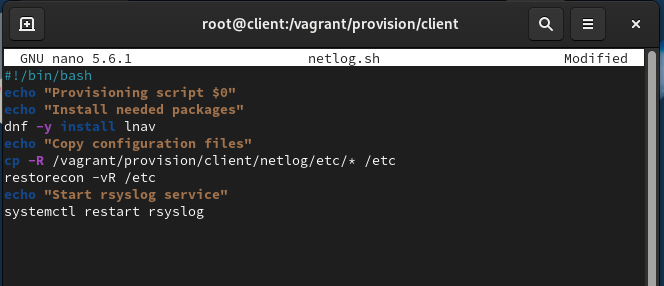 root@client:/vagrant/provision/client
GNU nano 5.6.1 netlog.sh Modified
#!/bin/bash
echo "Provisioning script $0"
echo "Install needed packages"
dnf -y install lnav
echo "Copy configuration files"
cp -R /vagrant/provision/client/netlog/etc/* /etc
restorecon -vR /etc
echo "Start rsyslog service"
systemctl restart rsyslog